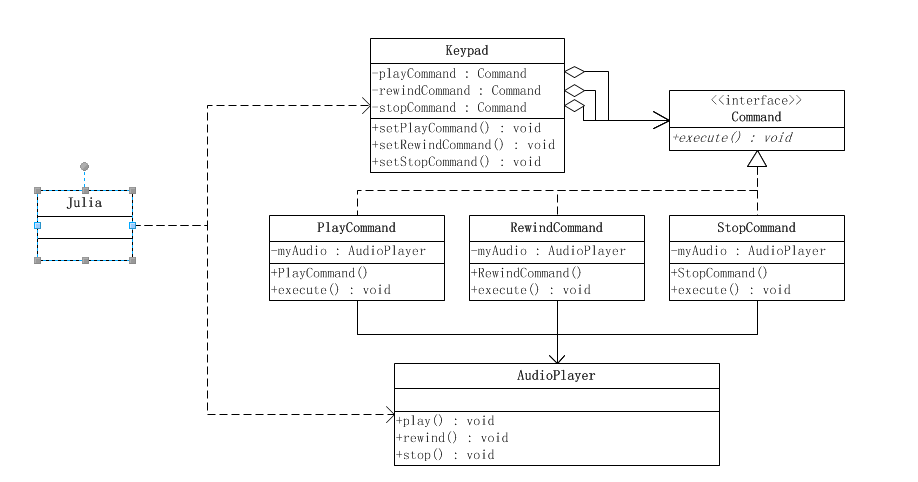 Keypad
-playCommand : Command
-rewindCommand : Command
-stopCommand : Command
+setPlayCommand() : void
+setRewindCommand() : void
+setStopCommand() : void
<<interface>>
Command
+execute() : void
Julia
PlayCommand
-myAudio : AudioPlayer
+PlayCommand()
+execute() : void
RewindCommand
-myAudio : AudioPlayer
+RewindCommand()
+execute() : void
StopCommand
-myAudio : AudioPlayer
+StopCommand()
+execute() : void
AudioPlayer
+play() : void
+rewind() : void
+stop() : void